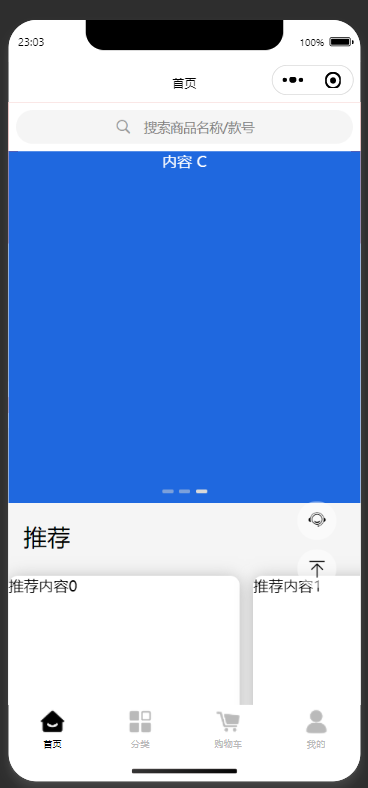 23:03
100%
首页
搜索商品名称/款号
内容 C
推荐
推荐内容0
推荐内容1
首页
分类
购物车
我的